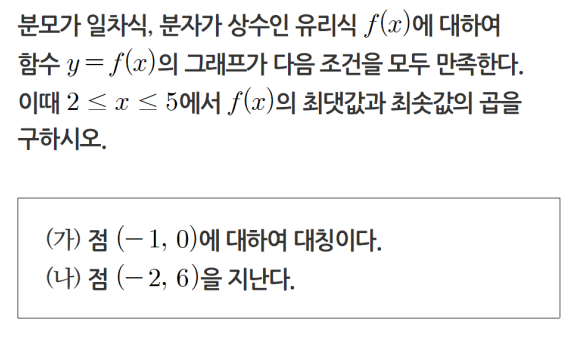 분모가 일차식, 분자가 상수인 유리식 f(x)에 대하여
함수 y=f(x)의 그래프가 다음 조건을 모두 만족한다.
이때 2 ≤ x ≤ 5에서 f(x)의 최댓값과 최솟값의 곱을
구하시오.
(가) 점 (−1, 0)에 대하여 대칭이다.
(나) 점 (−2, 6)을 지난다.